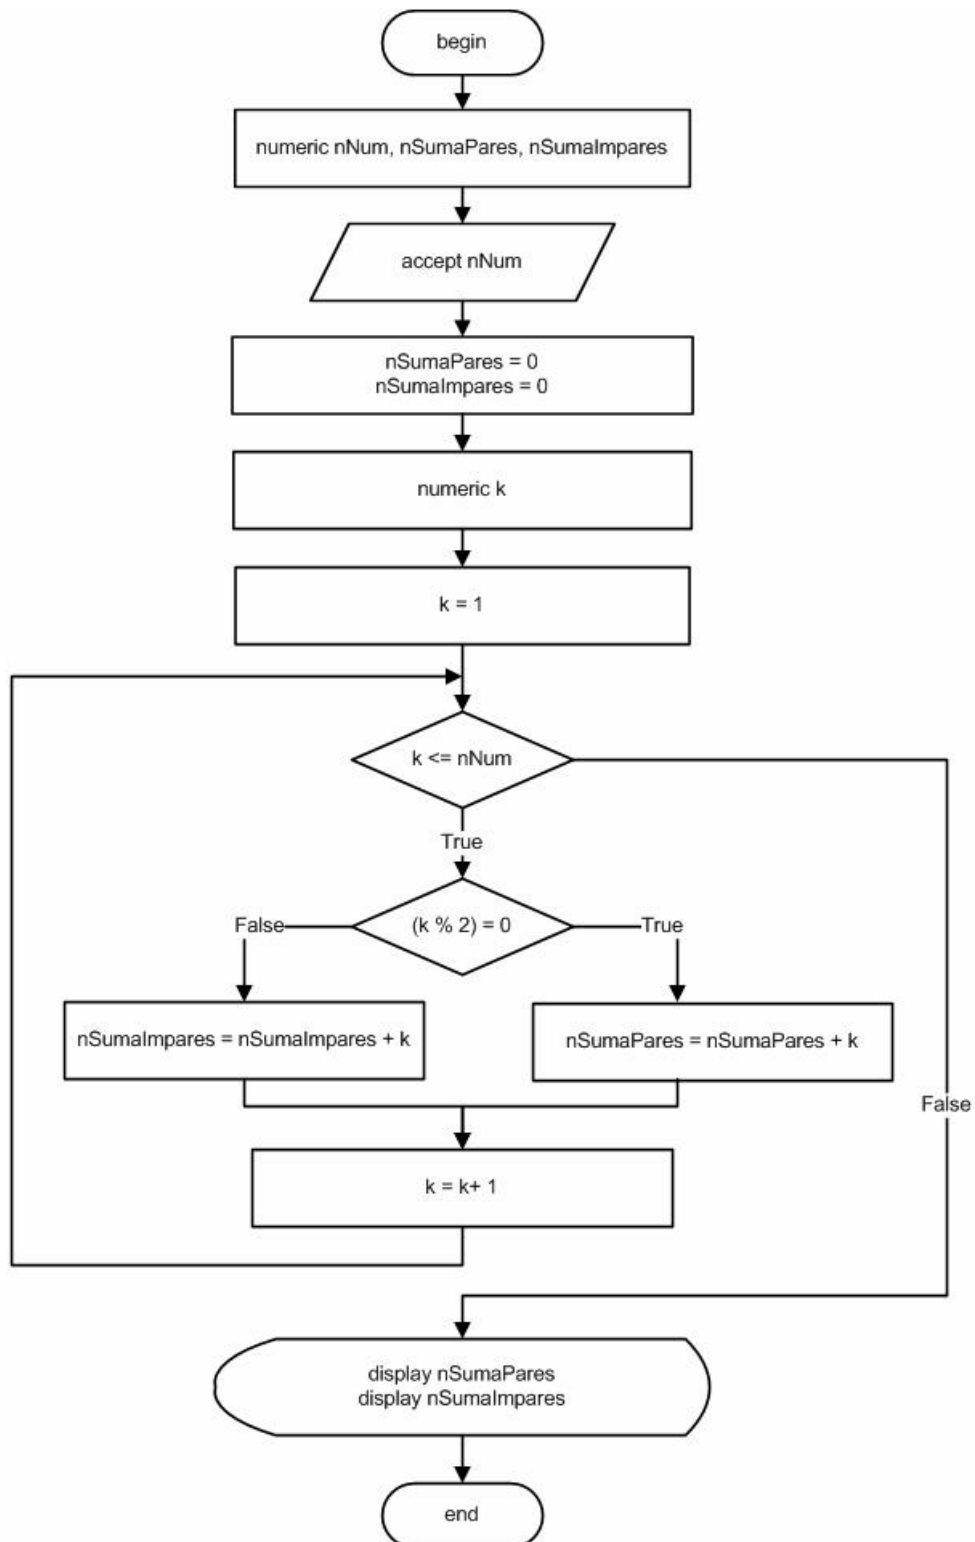 begin
numeric nNum, nSumaPares, nSumaImpares
accept nNum
nSumaPares = 0
nSumaImpares = 0
numeric k
k = 1
k <= nNum
True
False
(k % 2) = 0
True
nSumaImpares = nSumaImpares + k
nSumaPares = nSumaPares + k
False
k = k+ 1
display nSumaPares
display nSumaImpares
end